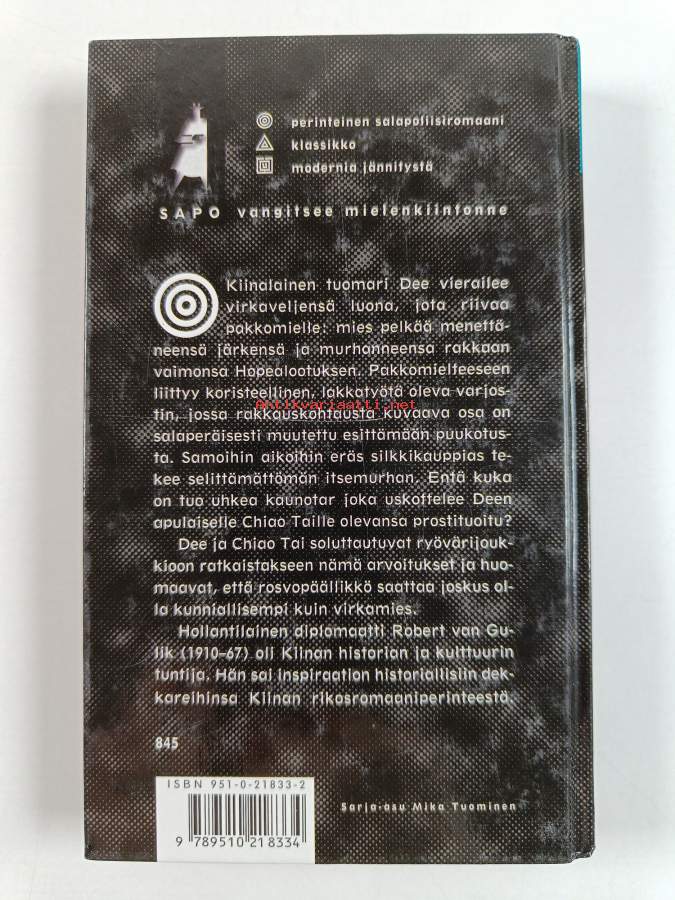 perinteinen salapoliisiromaani
klassikko
modernia jännitystä
SAPO vangitsee mielenkiintonne
Kiinalainen tuomari Dee vierailee
virkaveljensä luona, jota riivaa
pakkomielle: mies pelkää menettä-
neensä järkensä ja murhanneensa rakkaan
vaimonsa Hopealootuksen. Pakkomielteeseen
liittyy koristeellinen, lakkatyötä oleva varjos-
Antikvariaatti.net
tin, jossa rakkauskohtausta kuvaava osa on
salaperäisesti muutettu esittämään puukotus-
ta. Samoihin aikoihin eräs silkkikauppias te-
kee selittämättömän itsemurhan. Entä kuka
on tuo uhkea kaunotar joka uskottelee Deen
apulaiselle Chiao Taille olevansa prostituoitu?
Dee ja Chiao Tai soluttautuvat ryövärijouk-
kioon ratkaistakseen nämä arvoitukset ja huo-
maavat, että rosvopäällikkö saattaa joskus ol-
la kunniallisempi kuin virkamies.
Hollantilainen diplomaatti Robert van Gu-
lik (1910–67) oli Kiinan historian ja kulttuurin
tuntija. Hän sai inspiraation historiallisiin dek-
kareihinsa Kiinan rikosromaaniperinteestä.
845
ISBN 951-0-21833-2
9 789510 218334
Sarja-asu Mika Tuominen